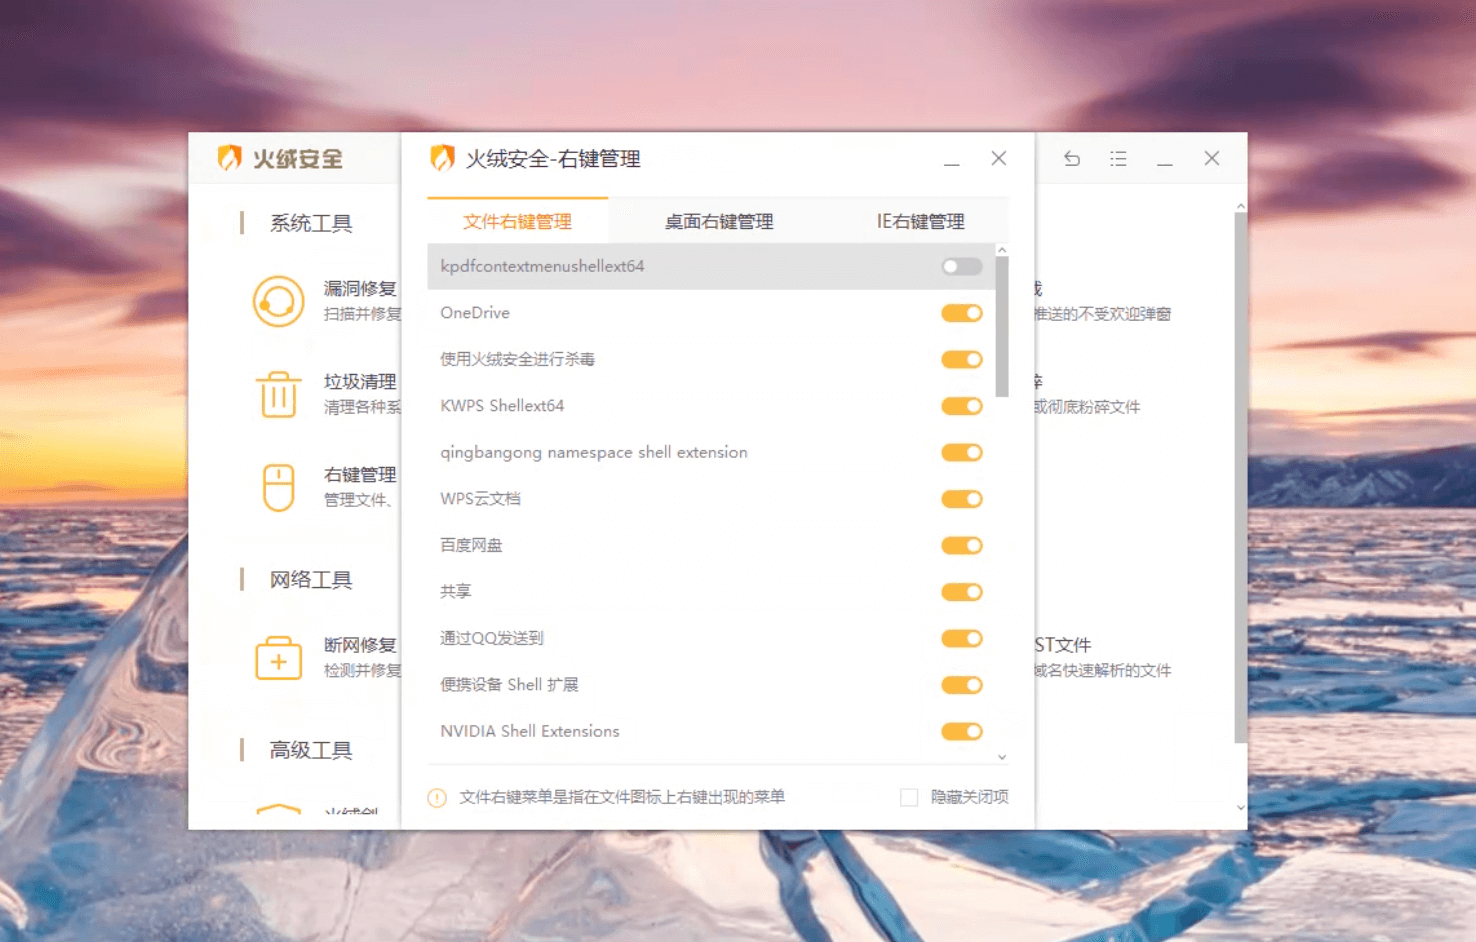 火绒安全
火绒安全-右键管理
系统工具
漏洞修复
扫描并修复
垃圾清理
清理各种系
右键管理
管理文件、
网络工具
断网修复
检测并修复
高级工具
文件右键管理
桌面右键管理
IE右键管理
kpdfcontextmenushellext64
OneDrive
使用火绒安全进行杀毒
KWPS Shellext64
qingbangong namespace shell extension
WPS云文档
百度网盘
共享
通过QQ发送到
便携设备 Shell 扩展
NVIDIA Shell Extensions
文件右键菜单是指在文件图标上右键出现的菜单
隐藏关闭项
推送的不受欢迎弹窗
或彻底粉碎文件
ST文件
域名快速解析的文件